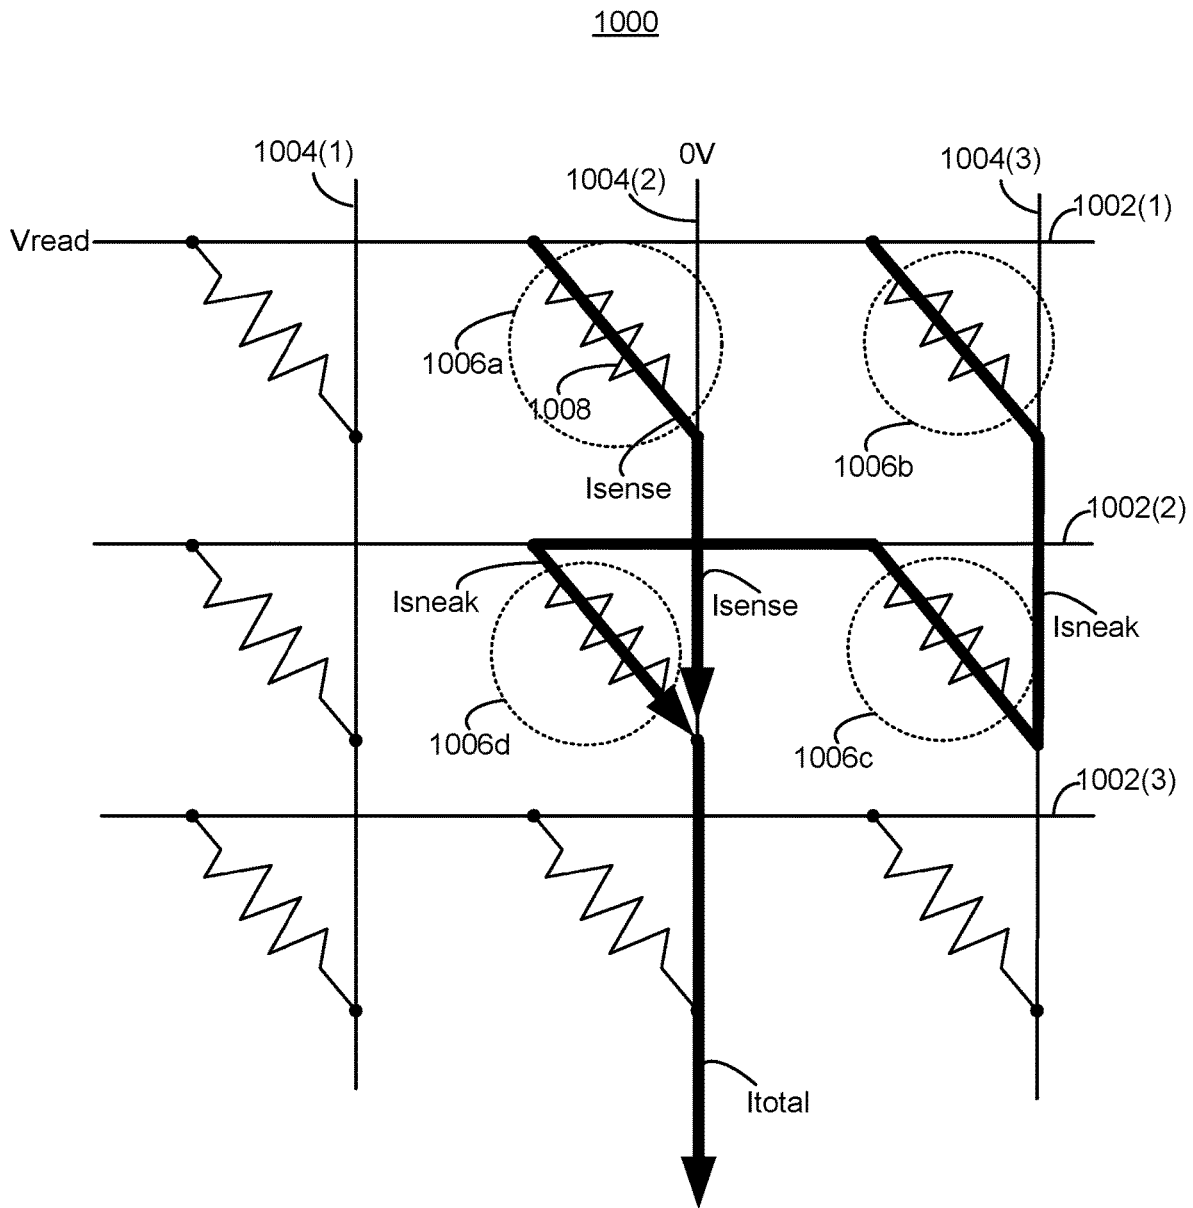 1000
1004(1)
0V
1004(2)
1004(3)
1002(1)
Vread
1006a
1008
Isense
1006b
1002(2)
Isneak
Isense
Isneak
1006d
1006c
1002(3)
Itotal